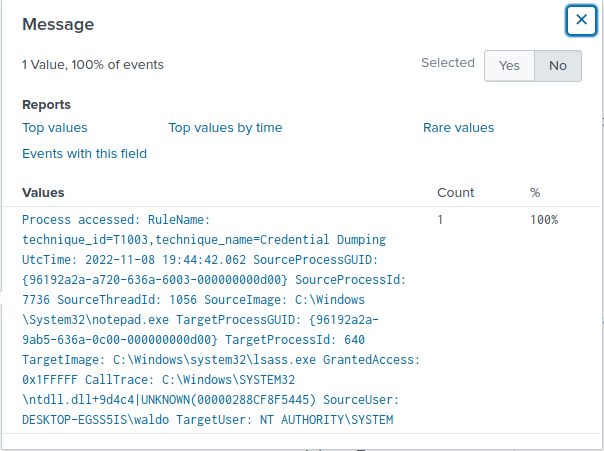 Message
✕
1 Value, 100% of events
Selected
Yes
No
Reports
Top values
Top values by time
Rare values
Events with this field
Values
Count
%
Process accessed: RuleName:
1
100%
technique_id=T1003,technique_name=Credential Dumping
UtcTime: 2022-11-08 19:44:42.062 SourceProcessGUID:
{96192a2a-a720-636a-6003-000000000d00} SourceProcessId:
7736 SourceThreadId: 1056 SourceImage: C:\Windows
\System32\notepad.exe TargetProcessGUID: {96192a2a-
9ab5-636a-0c00-000000000d00} TargetProcessId: 640
TargetImage: C:\Windows\system32\lsass.exe GrantedAccess:
0x1FFFFF CallTrace: C:\Windows\SYSTEM32
\ntdll.dll+9d4c4|UNKNOWN(00000288CF8F5445) SourceUser:
DESKTOP-EGSS5IS\waldo TargetUser: NT AUTHORITY\SYSTEM